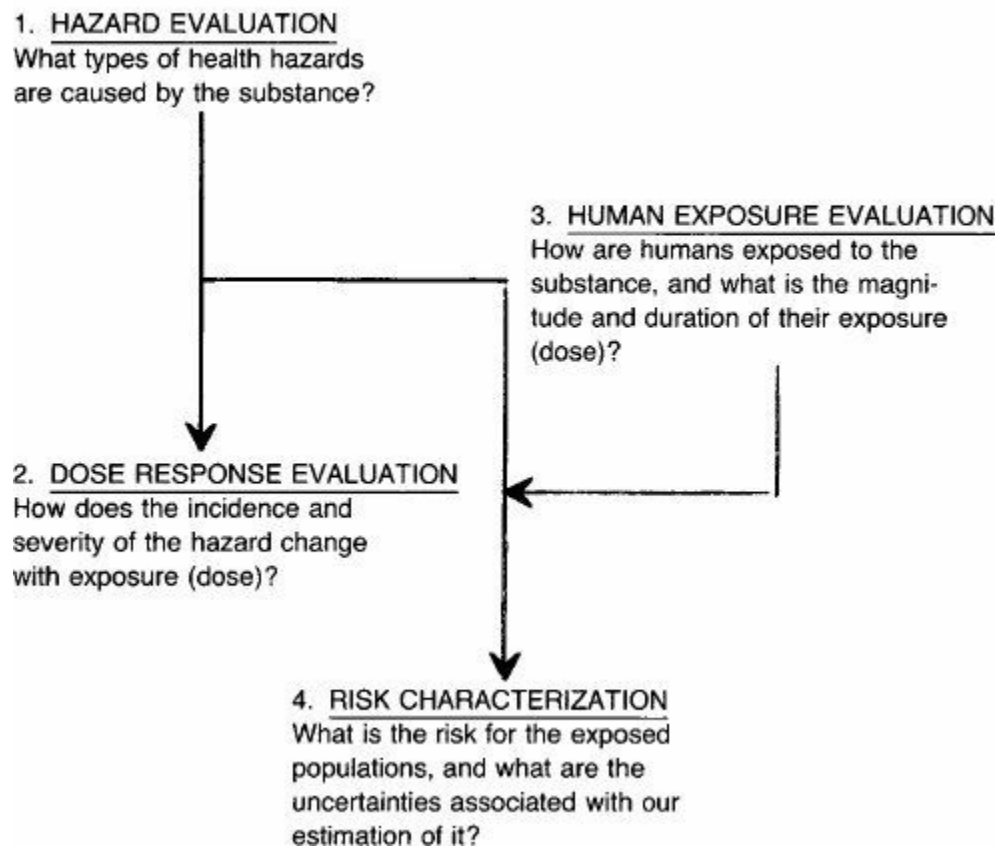 1. HAZARD EVALUATION
What types of health hazards
are caused by the substance?
3. HUMAN EXPOSURE EVALUATION
How are humans exposed to the
substance, and what is the magni-
tude and duration of their exposure
(dose)?
2. DOSE RESPONSE EVALUATION
How does the incidence and
severity of the hazard change
with exposure (dose)?
4. RISK CHARACTERIZATION
What is the risk for the exposed
populations, and what are the
uncertainties associated with our
estimation of it?